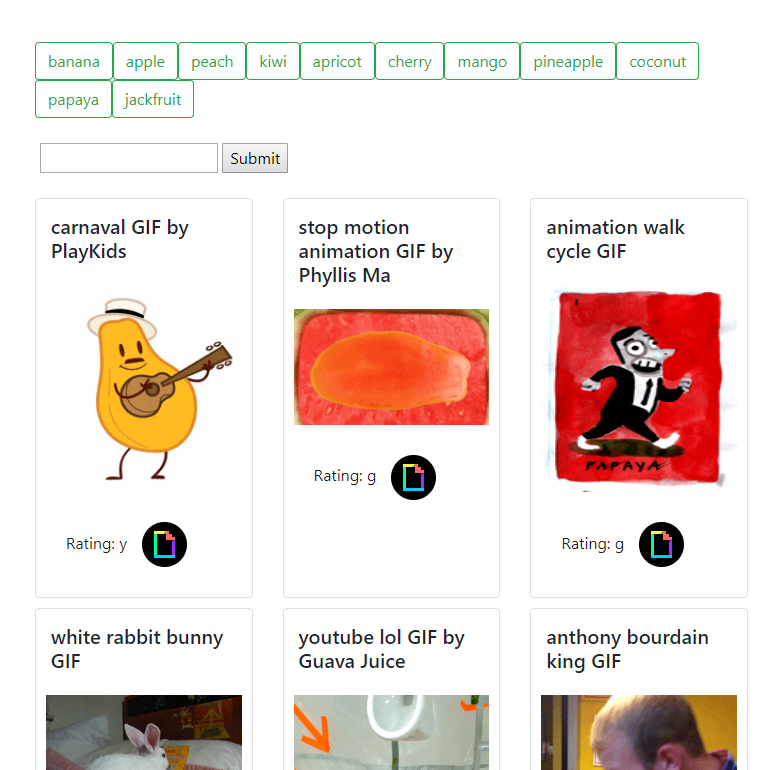 banana apple peach kiwi apricot cherry mango pineapple coconut
papaya jackfruit
Submit
carnaval GIF by
PlayKids
Rating: y
stop motion
animation GIF by
Phyllis Ma
Rating: g
animation walk
cycle GIF
PAPAYA
Rating: g
white rabbit bunny
GIF
youtube lol GIF by
Guava Juice
anthony bourdain
king GIF